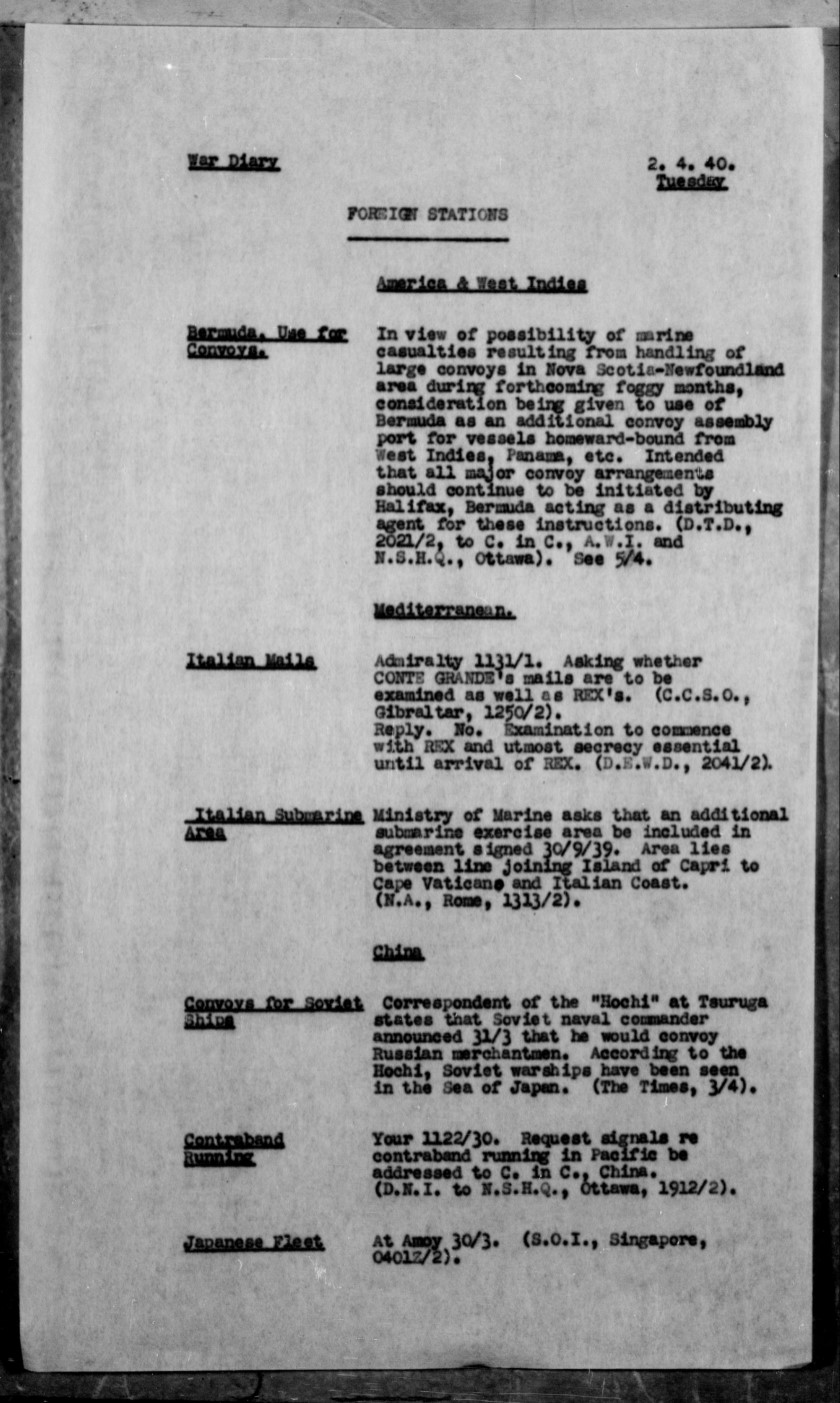 War Diary
2. 4. 40.
Tuesday
FOREIGN STATIONS
America & West Indies
Bermuda. Use for
Convoys.
In view of possibility of marine
casualties resulting from handling of
large convoys in Nova Scotia-Newfoundland
area during forthcoming foggy months,
consideration being given to use of
Bermuda as an additional convoy assembly
port for vessels homeward-bound from
West Indies, Panama, etc. Intended
that all major convoy arrangements
should continue to be initiated by
Halifax, Bermuda acting as a distributing
agent for these instructions. (D.T.D.,
2021/2, to C. in C., A.W.I. and
N.S.H.Q., Ottawa). See 5/4.
Mediterranean.
Italian Mails
Admiralty 1131/1. Asking whether
CONTE GRANDE's mails are to be
examined as well as REX's. (C.C.S.O.,
Gibraltar, 1250/2).
Reply. No. Examination to commence
with REX and utmost secrecy essential
until arrival of REX. (D.E.W.D., 2041/2).
Italian Submarine
Area
Ministry of Marine asks that an additional
submarine exercise area be included in
agreement signed 30/9/39. Area lies
between line joining Island of Capri to
Cape Vaticano and Italian Coast.
(N.A., Rome, 1313/2).
China
Convoys for Soviet
Ships
Correspondent of the "Hochi" at Tsuruga
states that Soviet naval commander
announced 31/3 that he would convoy
Russian merchantmen. According to the
Hochi, Soviet warships have been seen
in the Sea of Japan. (The Times, 3/4).
Contraband
Running
Your 1122/30. Request signals re
contraband running in Pacific be
addressed to C. in C., China.
(D.N.I. to N.S.H.Q., Ottawa, 1912/2).
Japanese Fleet
At Amoy 30/3. (S.O.I., Singapore,
0401Z/2).